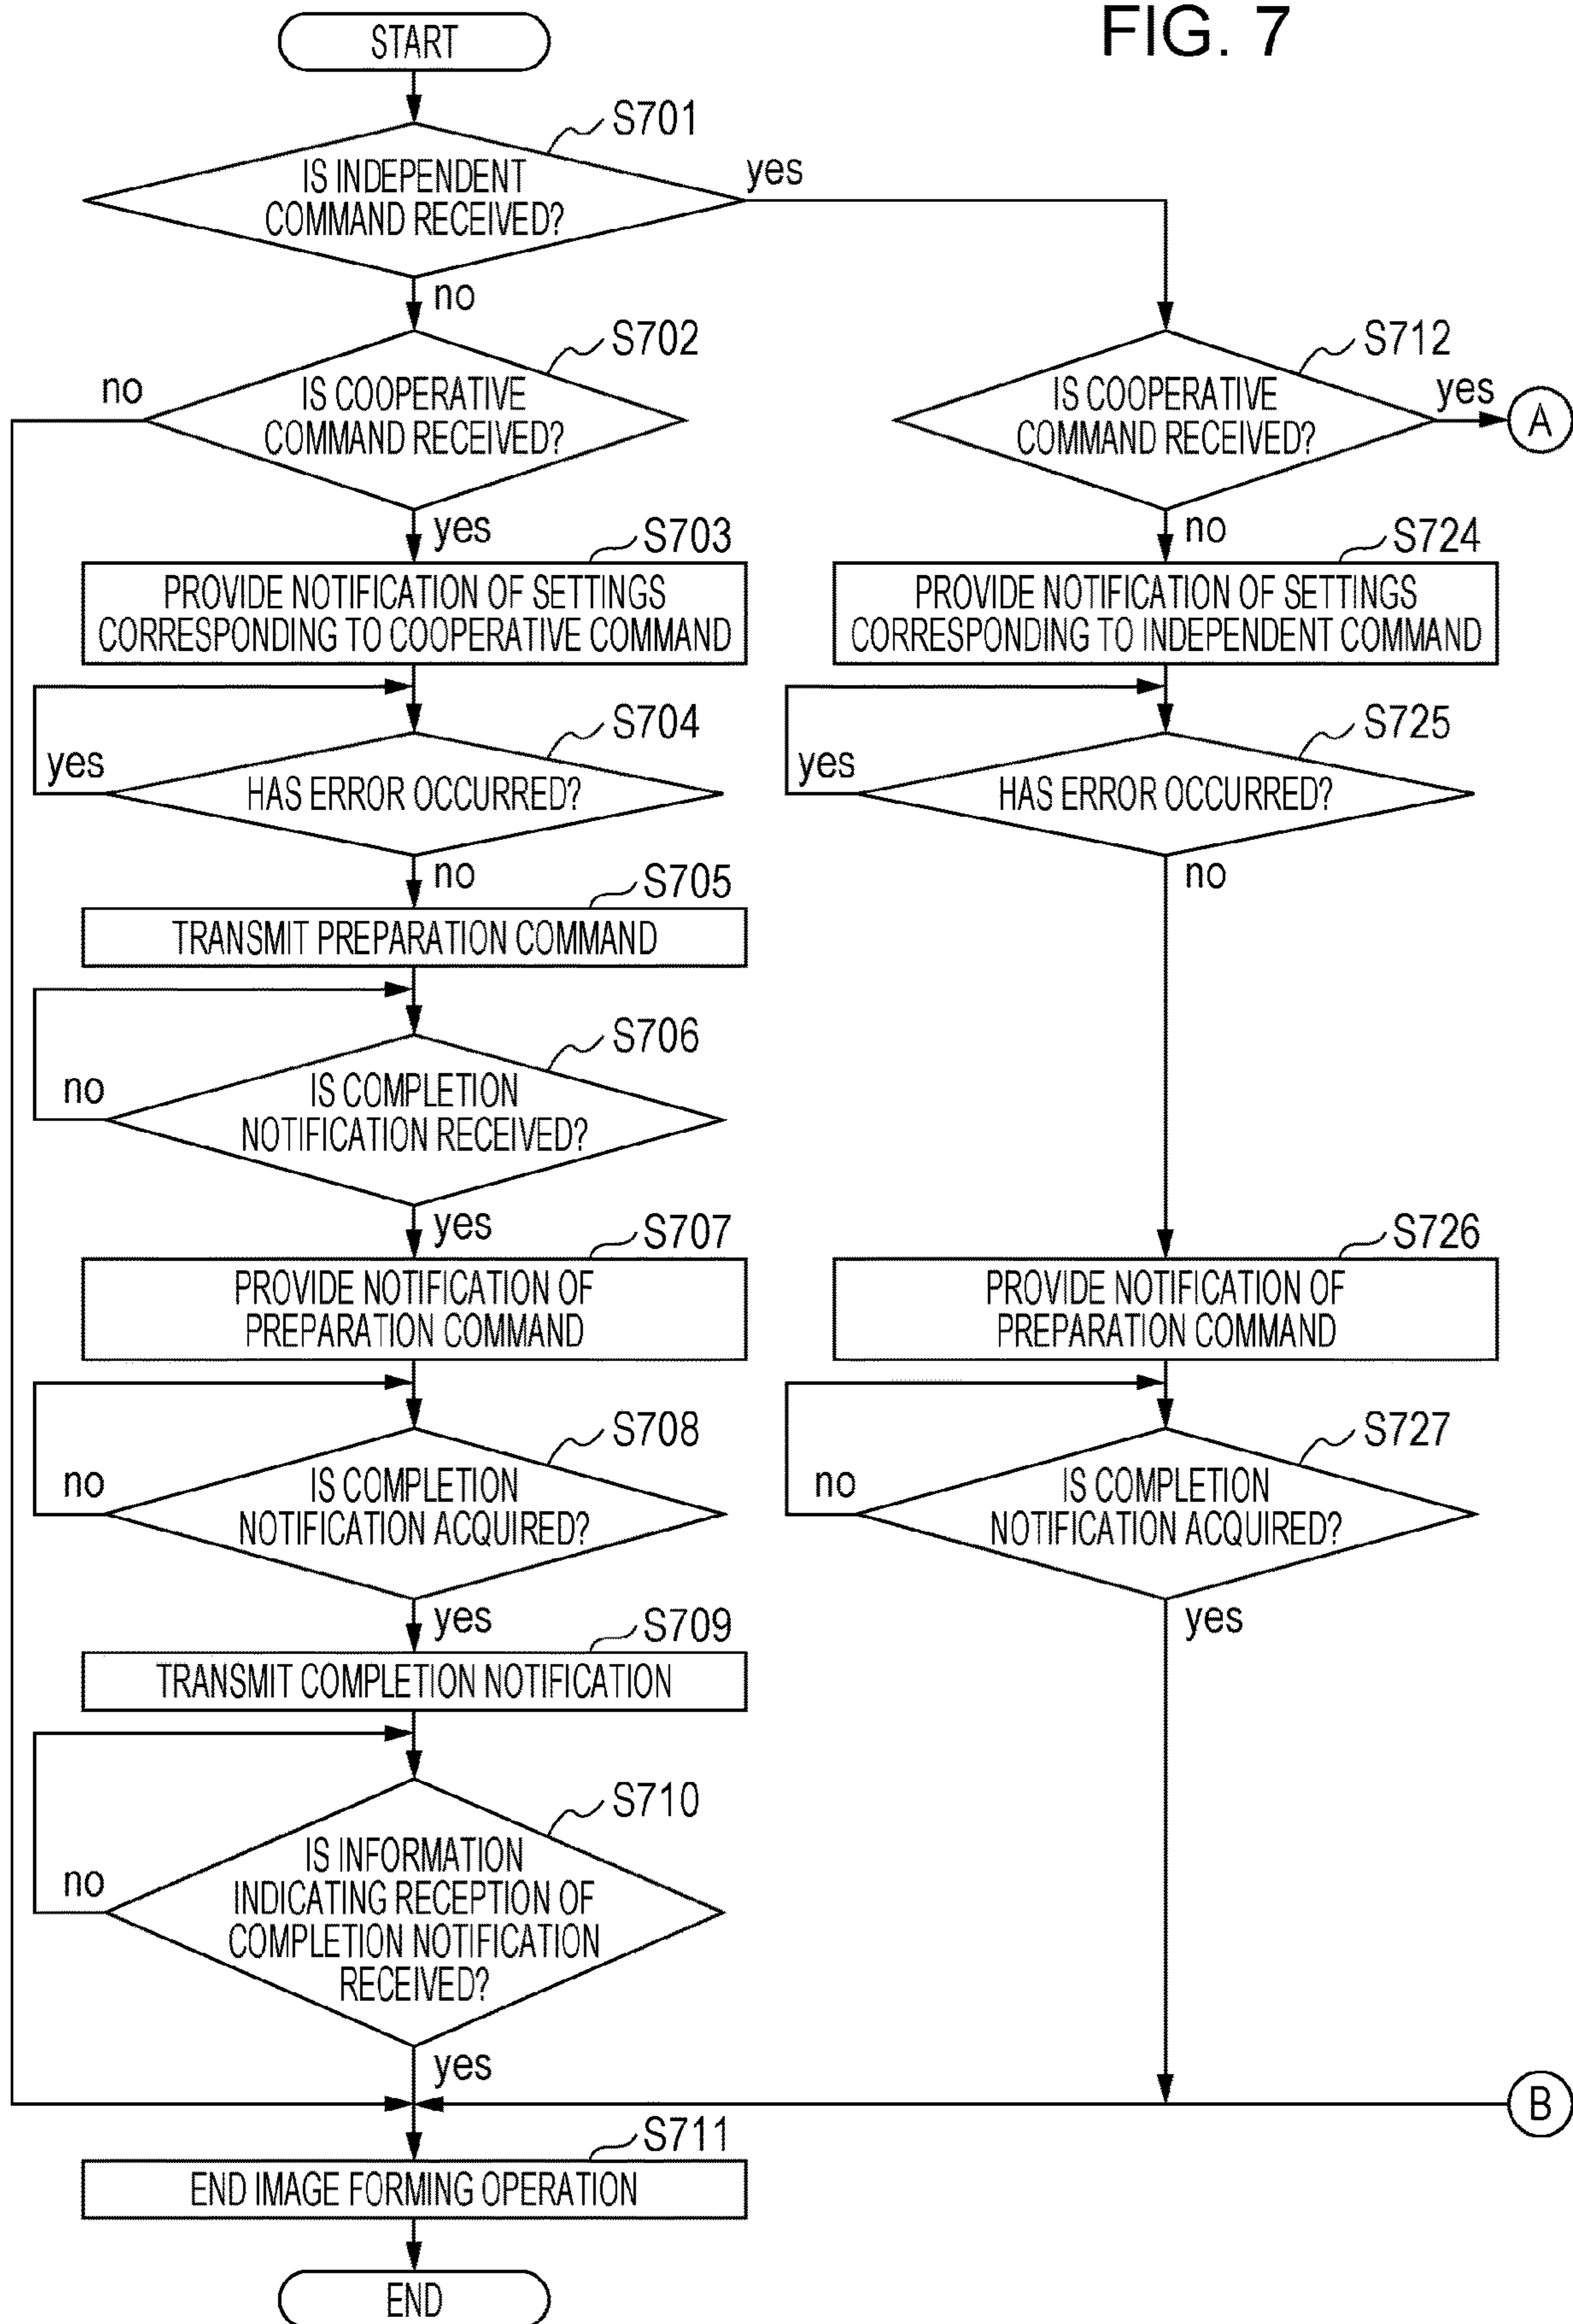 FIG. 7
START
S701
IS INDEPENDENT
COMMAND RECEIVED?
yes
no
S702
IS COOPERATIVE
COMMAND RECEIVED?
no
yes
S712
IS COOPERATIVE
COMMAND RECEIVED?
yes
A
no
S703
PROVIDE NOTIFICATION OF SETTINGS
CORRESPONDING TO COOPERATIVE COMMAND
S724
PROVIDE NOTIFICATION OF SETTINGS
CORRESPONDING TO INDEPENDENT COMMAND
S704
HAS ERROR OCCURRED?
yes
no
S725
HAS ERROR OCCURRED?
yes
no
S705
TRANSMIT PREPARATION COMMAND
S706
IS COMPLETION
NOTIFICATION RECEIVED?
no
yes
S707
PROVIDE NOTIFICATION OF
PREPARATION COMMAND
S726
PROVIDE NOTIFICATION OF
PREPARATION COMMAND
S708
IS COMPLETION
NOTIFICATION ACQUIRED?
no
yes
S727
IS COMPLETION
NOTIFICATION ACQUIRED?
no
yes
S709
TRANSMIT COMPLETION NOTIFICATION
S710
IS INFORMATION
INDICATING RECEPTION OF
COMPLETION NOTIFICATION
RECEIVED?
no
yes
B
S711
END IMAGE FORMING OPERATION
END